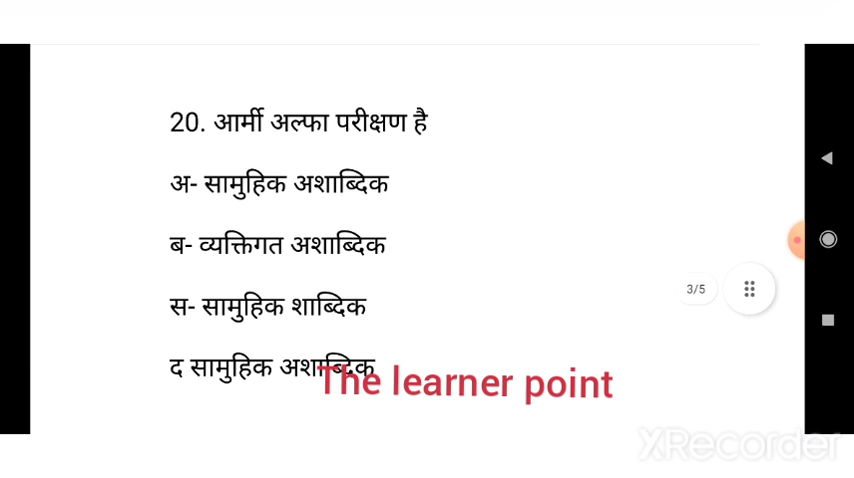 20. आर्मी अल्फा परीक्षण है
अ- सामुहिक अशाब्दिक
ब- व्यक्तिगत अशाब्दिक
3/5
स- सामुहिक शाब्दिक
द सामुहिक अशाब्दिक
The learner point
XRecorder